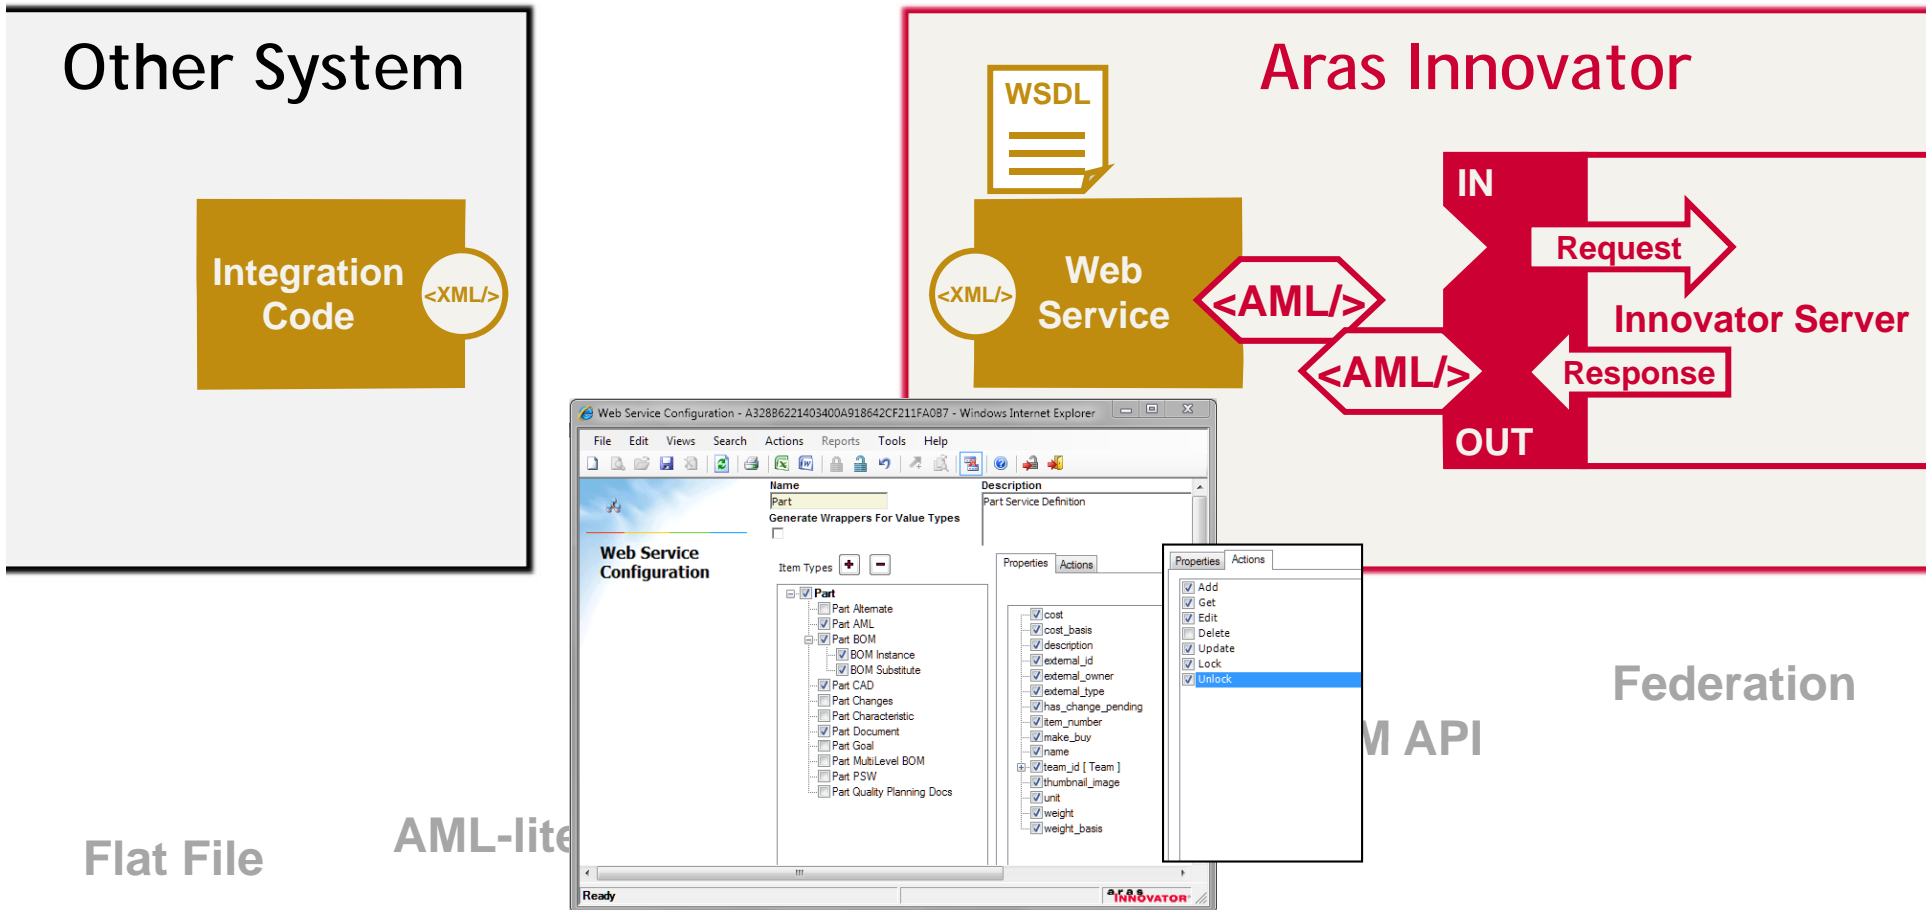 Other System
Integration
Code
<XML/>
Aras Innovator
WSDL
<XML/>
Web
Service
<AML/>
<AML/>
IN
Request
Innovator Server
Response
OUT
Web Service Configuration - A328B6221403400A918642CF211FA0B7 - Windows Internet Explorer
File Edit Views Search Actions Reports Tools Help
Name
Part
Generate Wrappers For Value Types
Description
Part Service Definition
Web Service
Configuration
Item Types
Part
Part Alternate
Part AML
Part BOM
BOM Instance
BOM Substitute
Part CAD
Part Changes
Part Characteristic
Part Document
Part Goal
Part MultiLevel BOM
Part PSW
Part Quality Planning Docs
Properties Actions
cost
cost_basis
description
external_id
external_owner
external_type
has_change_pending
item_number
make_buy
name
team_id [ Team ]
thumbnail_image
unit
weight
weight_basis
Ready
aras
INNOVATOR
Properties Actions
Add
Get
Edit
Delete
Update
Lock
Unlock
Federation
M API
AML-lite
Flat File